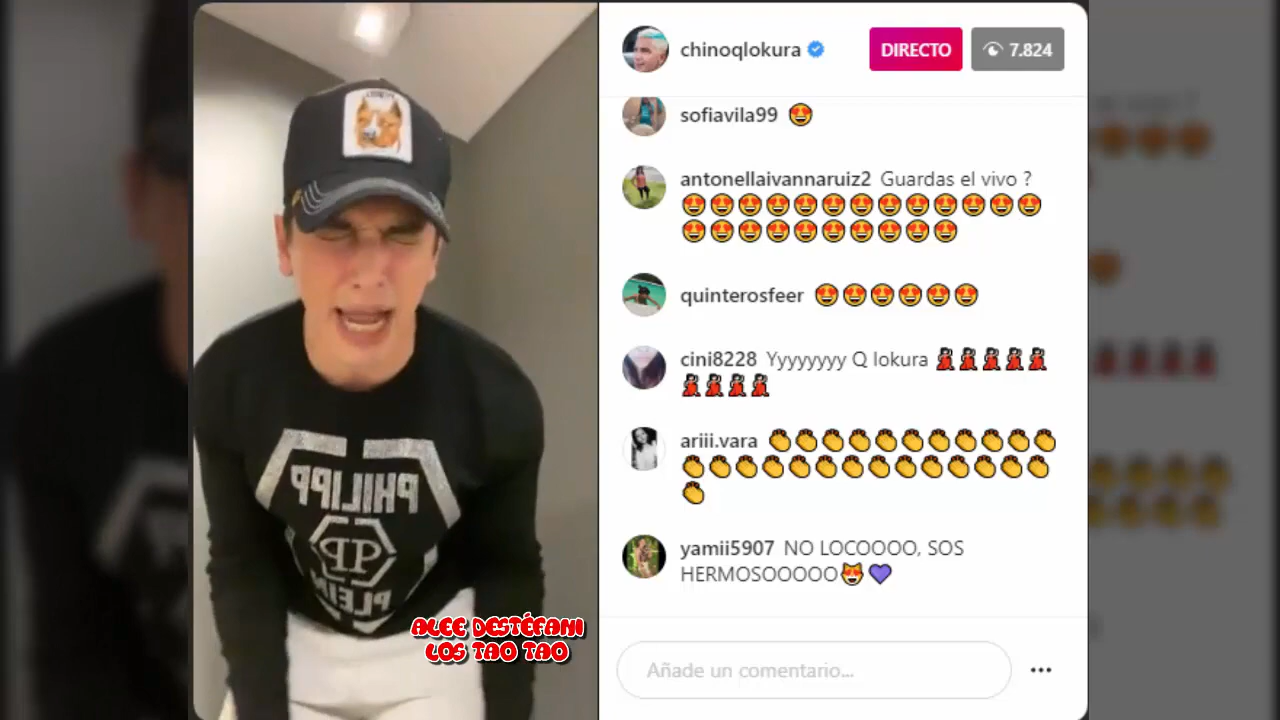 chinoqlokura
DIRECTO
7.824
sofiavila99 😍
antonellaivannaruiz2 Guardas el vivo ?
😍😍😍😍😍😍😍😍😍😍😍😍😍
😍😍😍😍😍😍😍😍😍😍
quinterosfeer 😍😍😍😍😍😍
cini8228 Yyyyyyyy Q lokura 💃💃💃💃💃
💃💃💃💃
ariii.vara 👏👏👏👏👏👏👏👏👏👏👏
👏👏👏👏👏👏👏👏👏👏👏👏👏👏
👏
yamii5907 NO LOCOOOO, SOS
HERMOSOOOOO😻💜
Añade un comentario...
PHILIPP
PP
PLEIN
ALEE DESTÉFANI
LOS TAO TAO